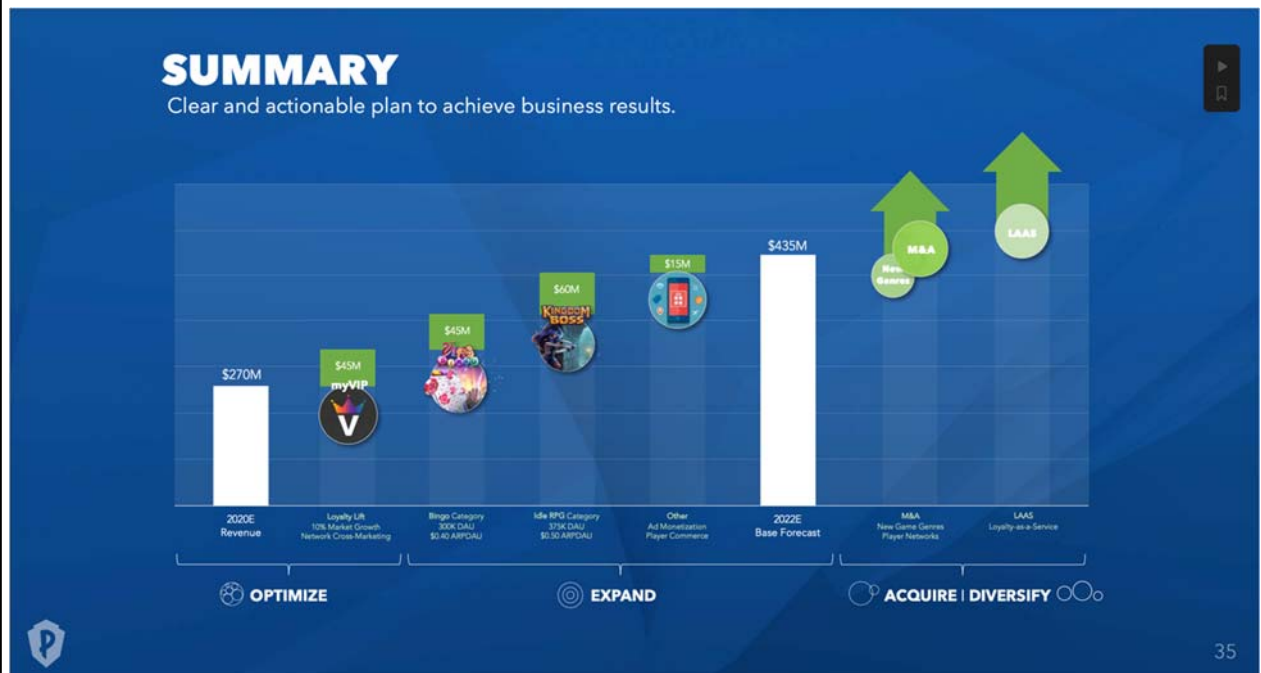 SUMMARY
Clear and actionable plan to achieve business results.
$270M
$45M
myVIP
V
$45M
$60M
KINGDOM
BOSS
$15M
$435M
New
Genres
M&A
LAAS
2020E
Revenue
Loyalty Lift
10% Market Growth
Network Cross-Marketing
Bingo Category
300K DAU
$0.40 ARPDAU
Idle RPG Category
375K DAU
$0.50 ARPDAU
Other
Ad Monetization
Player Commerce
2022E
Base Forecast
M&A
New Game Genres
Player Networks
LAAS
Loyalty-as-a-Service
OPTIMIZE
EXPAND
ACQUIRE | DIVERSIFY
P
35